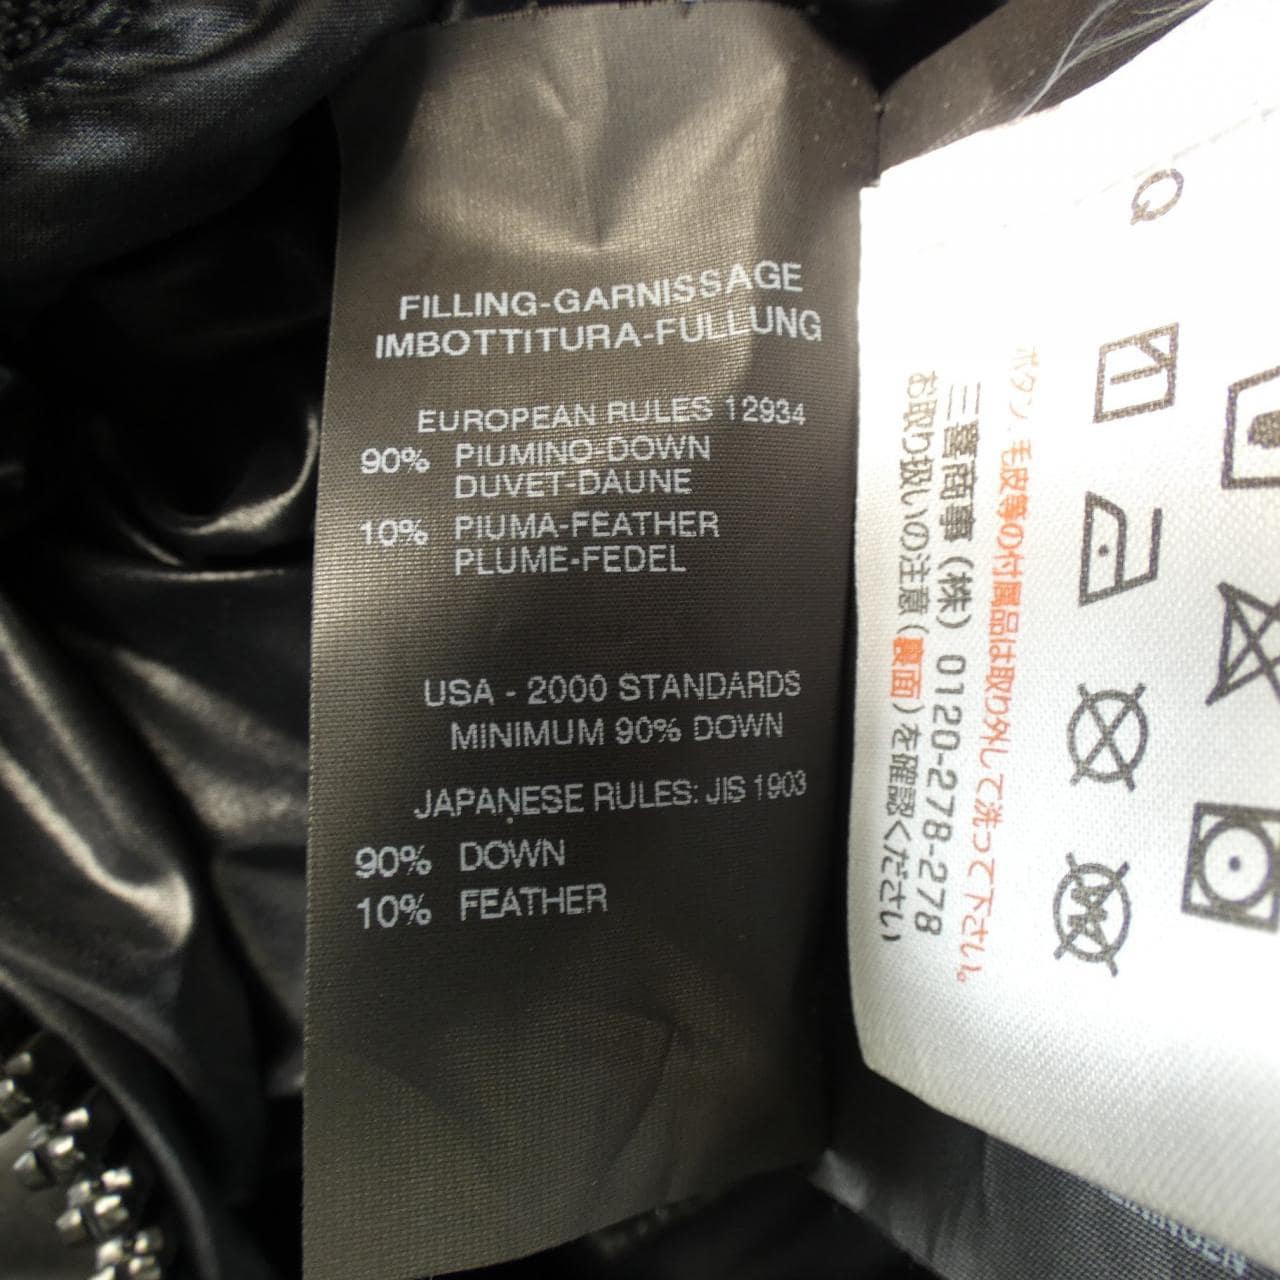 FILLING-GARNISSAGE
IMBOTTITURA-FULLUNG
EUROPEAN RULES 12934
90% PIUMINO-DOWN
DUVET-DAUNE
10% PIUMA-FEATHER
PLUME-FEDEL
USA - 2000 STANDARDS
MINIMUM 90% DOWN
JAPANESE RULES: JIS 1903
90% DOWN
10% FEATHER
Q
ボタン、毛皮等の付属品は取り外して洗って下さい。
三喜商事（株）0120-278-278
お取り扱いの注意（裏面）を確認ください